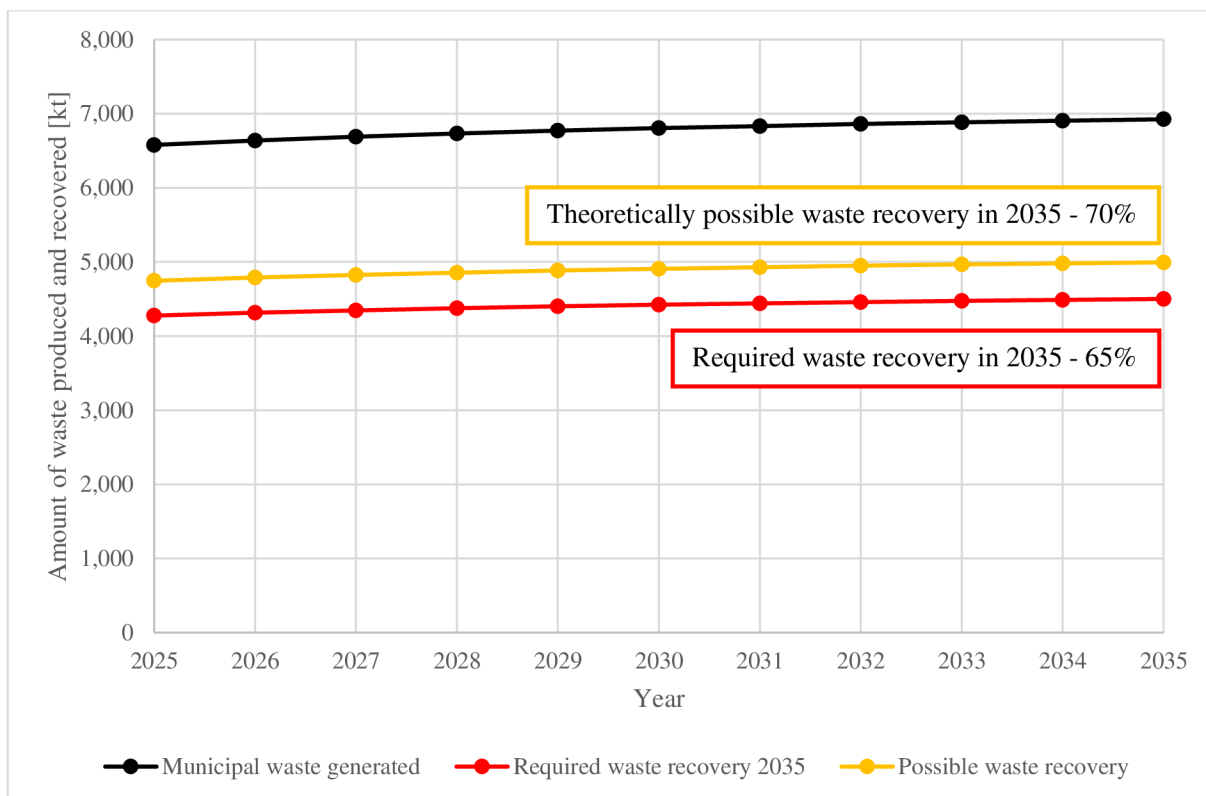 8,000
7,000
6,000
5,000
4,000
3,000
2,000
1,000
0
Amount of waste produced and recovered [kt]
Theoretically possible waste recovery in 2035 - 70%
Required waste recovery in 2035 - 65%
2025 2026 2027 2028 2029 2030 2031 2032 2033 2034 2035
Year
Municipal waste generated Required waste recovery 2035 Possible waste recovery